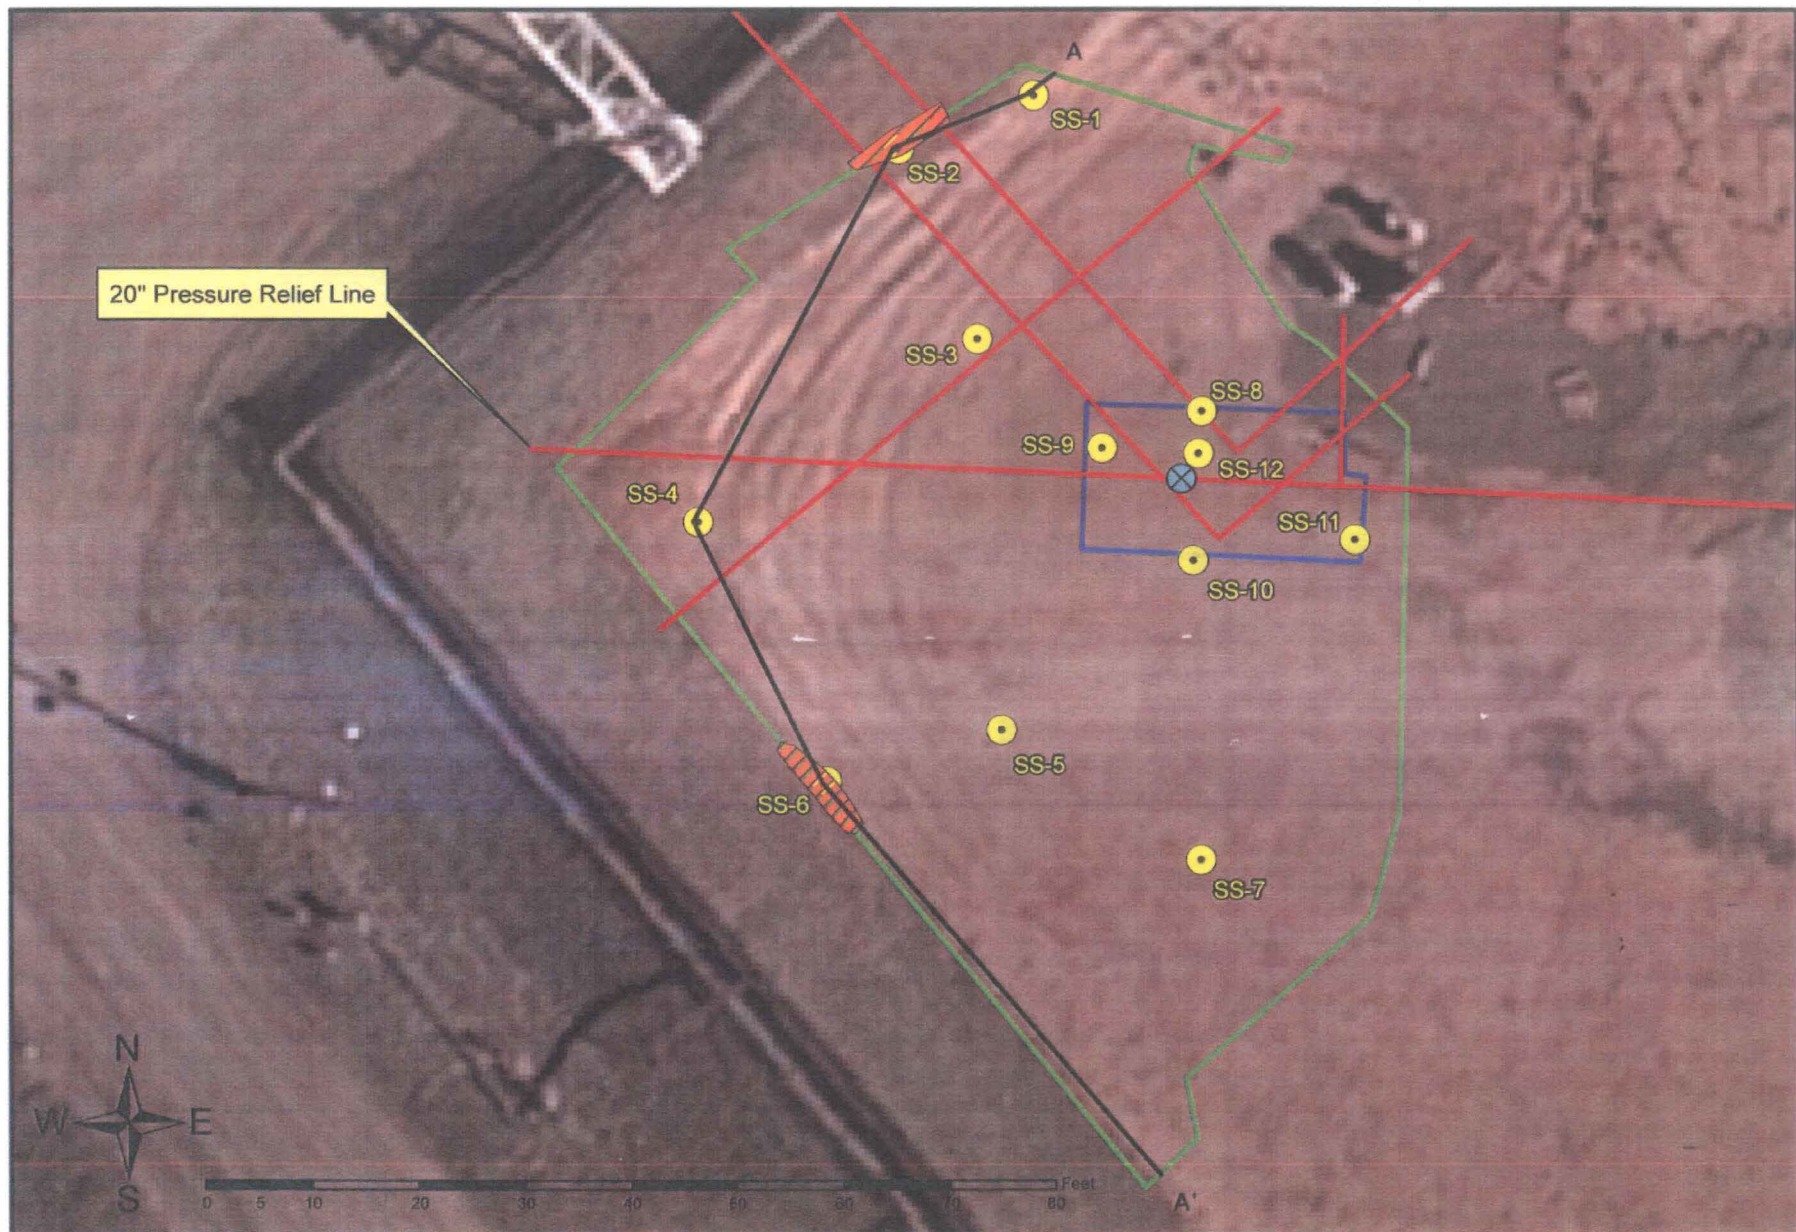 A
SS-1
SS-2
20" Pressure Relief Line
SS-3
SS-8
SS-9
SS-12
SS-4
SS-11
SS-10
SS-5
SS-6
SS-7
N
W E
S
0 5 10 20 30 40 50 60 70 80 Feet
A'